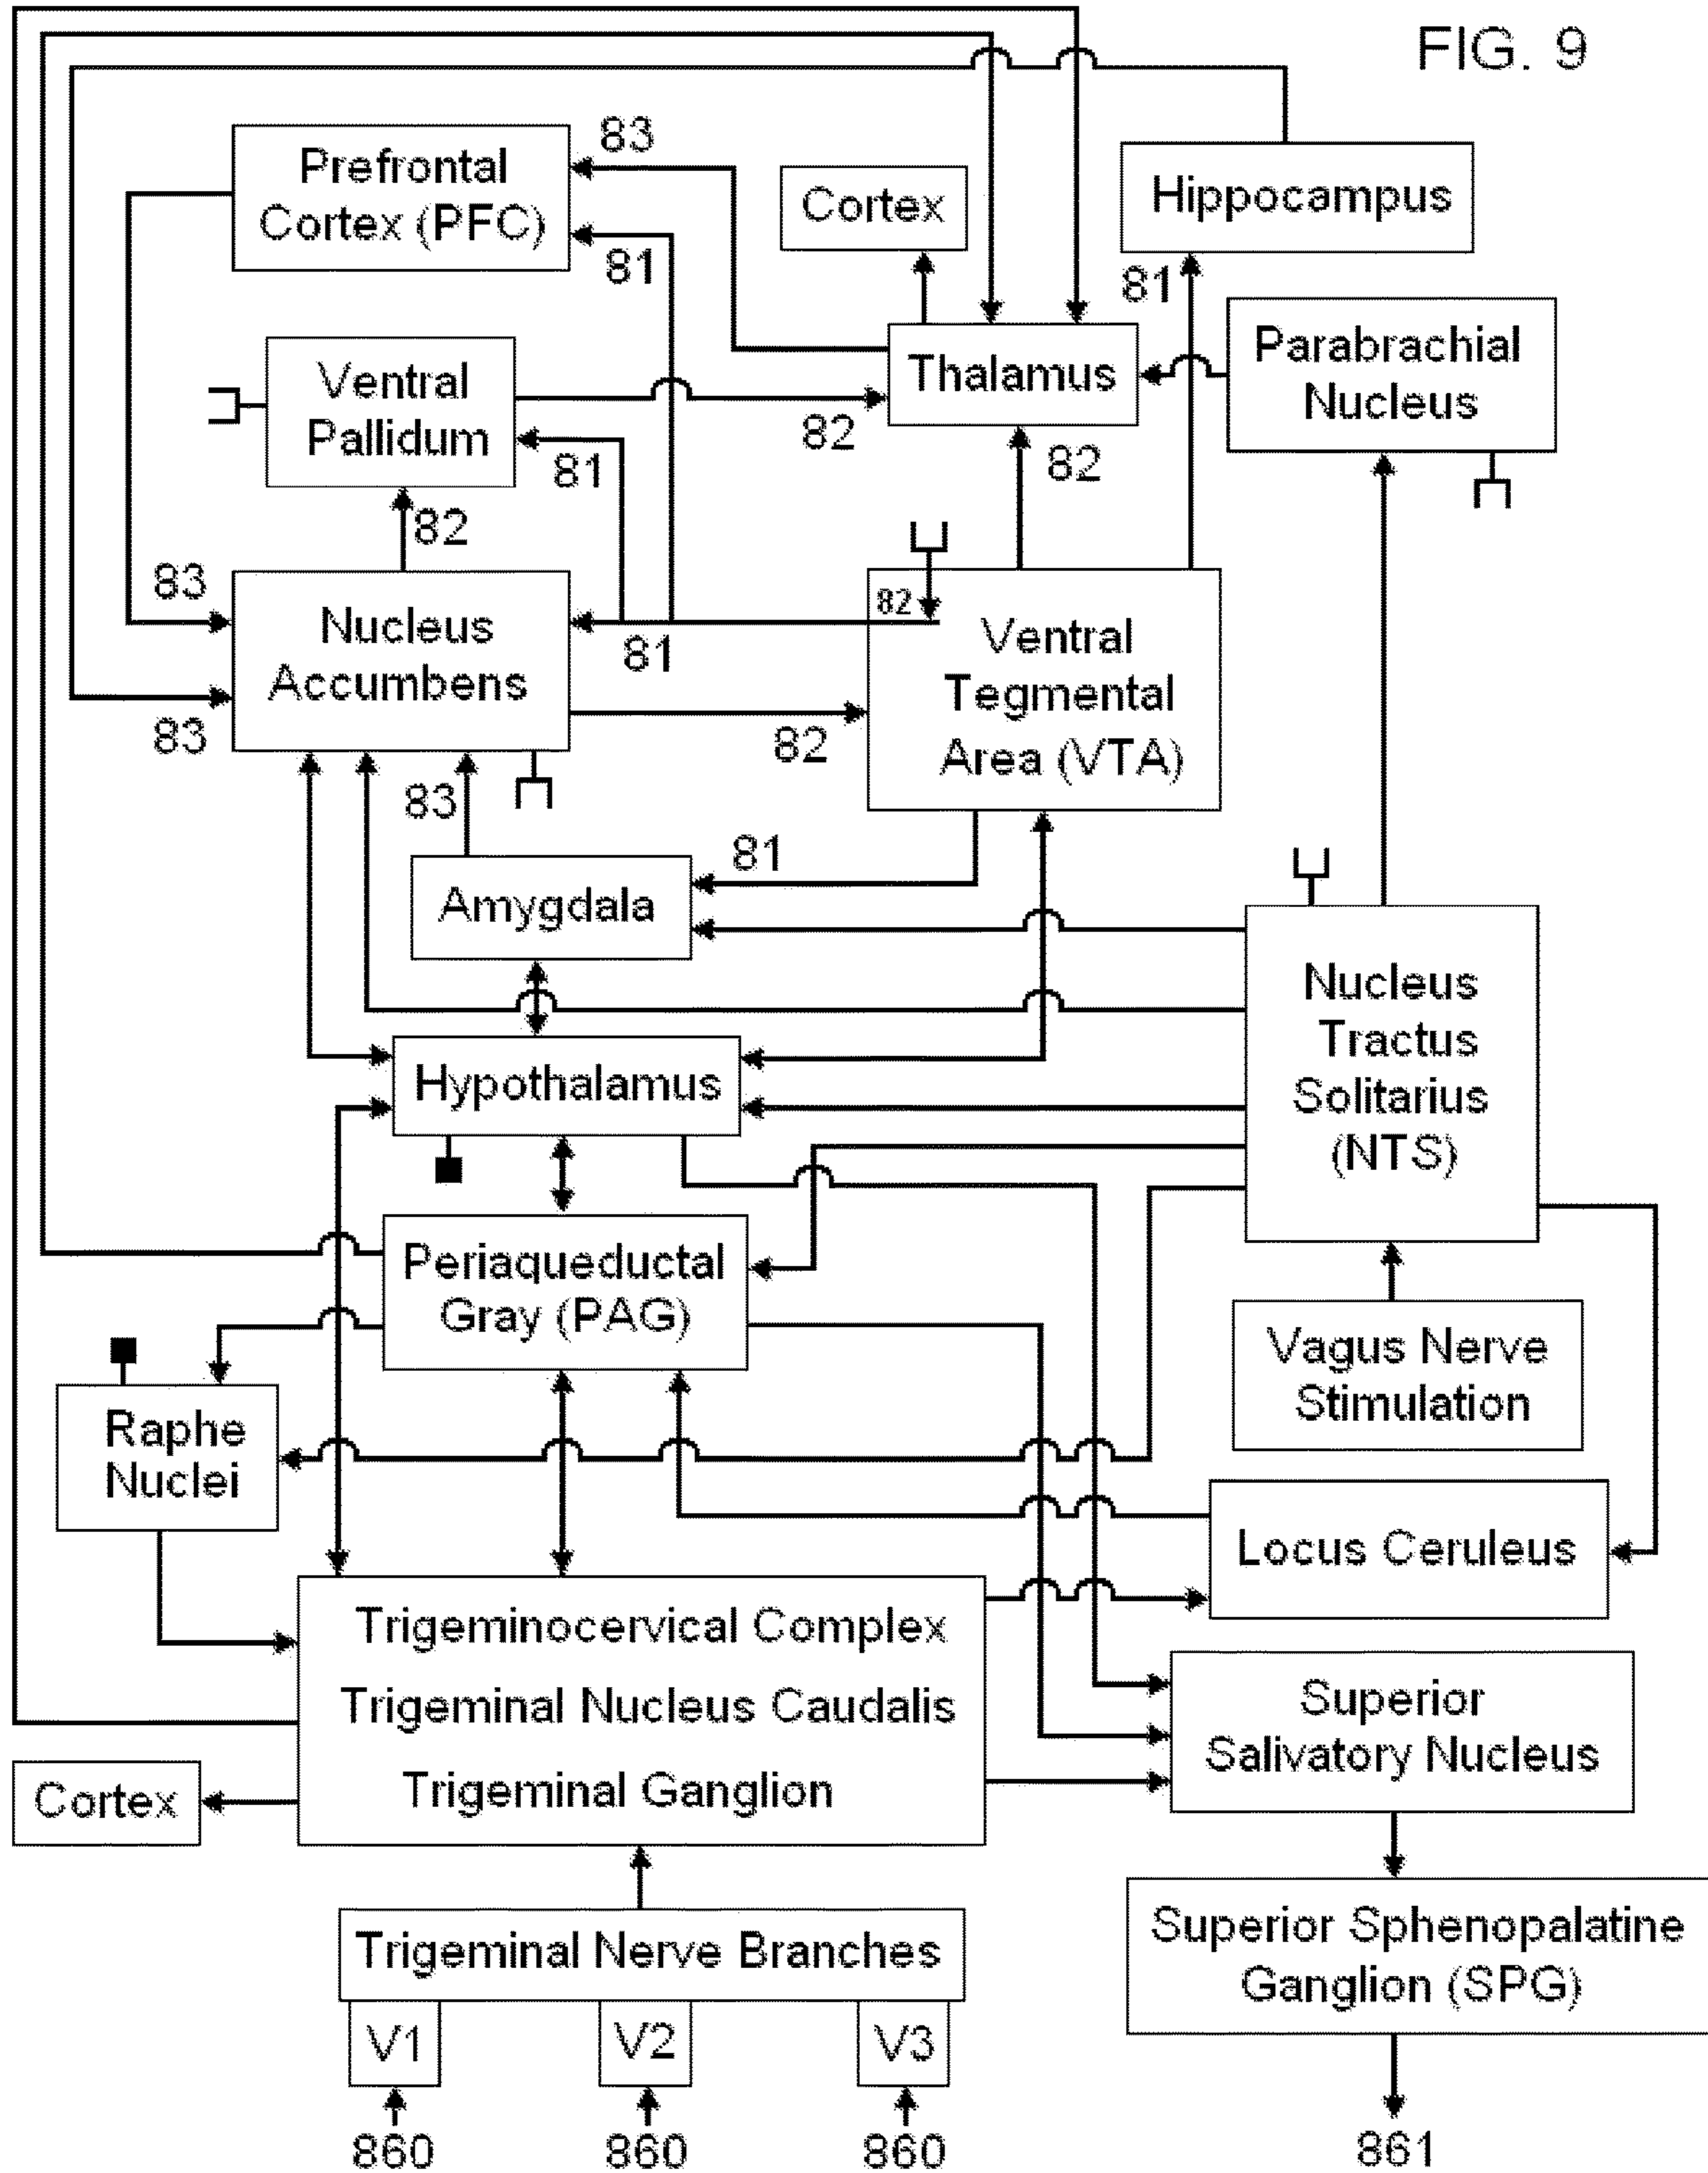 FIG. 9
Prefrontal
Cortex (PFC)
83
81
Cortex
Hippocampus
81
Thalamus
Parabrachial
Nucleus
Ventral
Pallidum
82
81
82
82
83
Nucleus
Accumbens
83
81
82
82
Ventral
Tegmental
Area (VTA)
83
81
Amygdala
Nucleus
Tractus
Solitarius
(NTS)
Hypothalamus
Periaqueductal
Gray (PAG)
Vagus Nerve
Stimulation
Raphe
Nuclei
Locus Ceruleus
Trigeminocervical Complex
Trigeminal Nucleus Caudalis
Trigeminal Ganglion
Superior
Salivatory Nucleus
Cortex
Trigeminal Nerve Branches
V1
V2
V3
860
860
860
Superior Sphenopalatine
Ganglion (SPG)
861